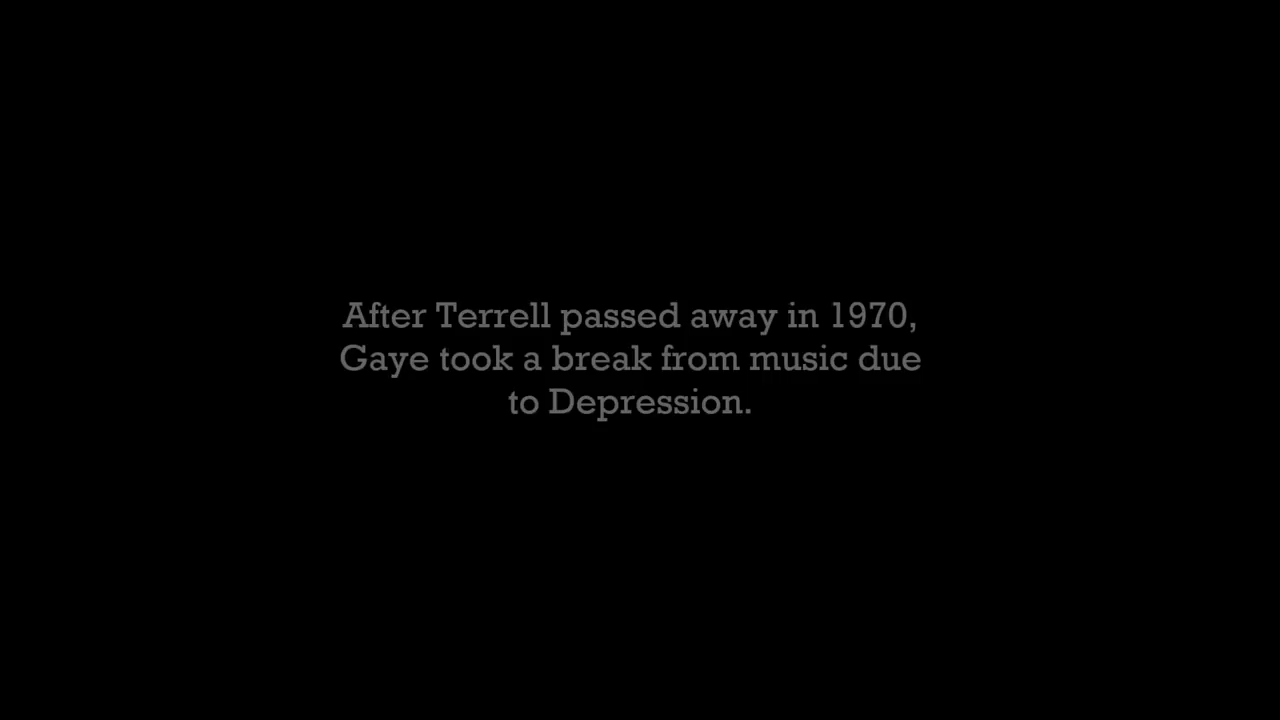 After Terrell passed away in 1970,
Gaye took a break from music due
to Depression.